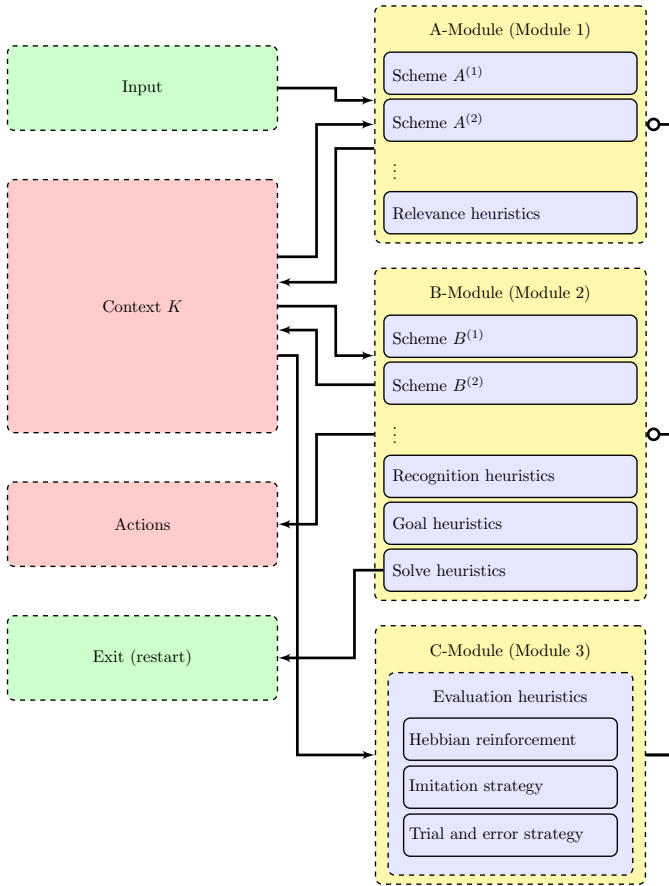 Input
Context K
Actions
Exit (restart)
A-Module (Module 1)
Scheme A⁽¹⁾
Scheme A⁽²⁾
⋮
Relevance heuristics
B-Module (Module 2)
Scheme B⁽¹⁾
Scheme B⁽²⁾
⋮
Recognition heuristics
Goal heuristics
Solve heuristics
C-Module (Module 3)
Evaluation heuristics
Hebbian reinforcement
Imitation strategy
Trial and error strategy